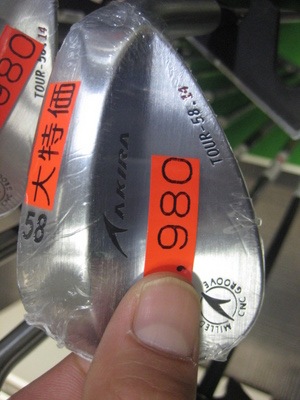 980
TOUR-58.14
大特価
58
AKIRA
TOUR-58.14
,980
CNC GROOVE
MILLED